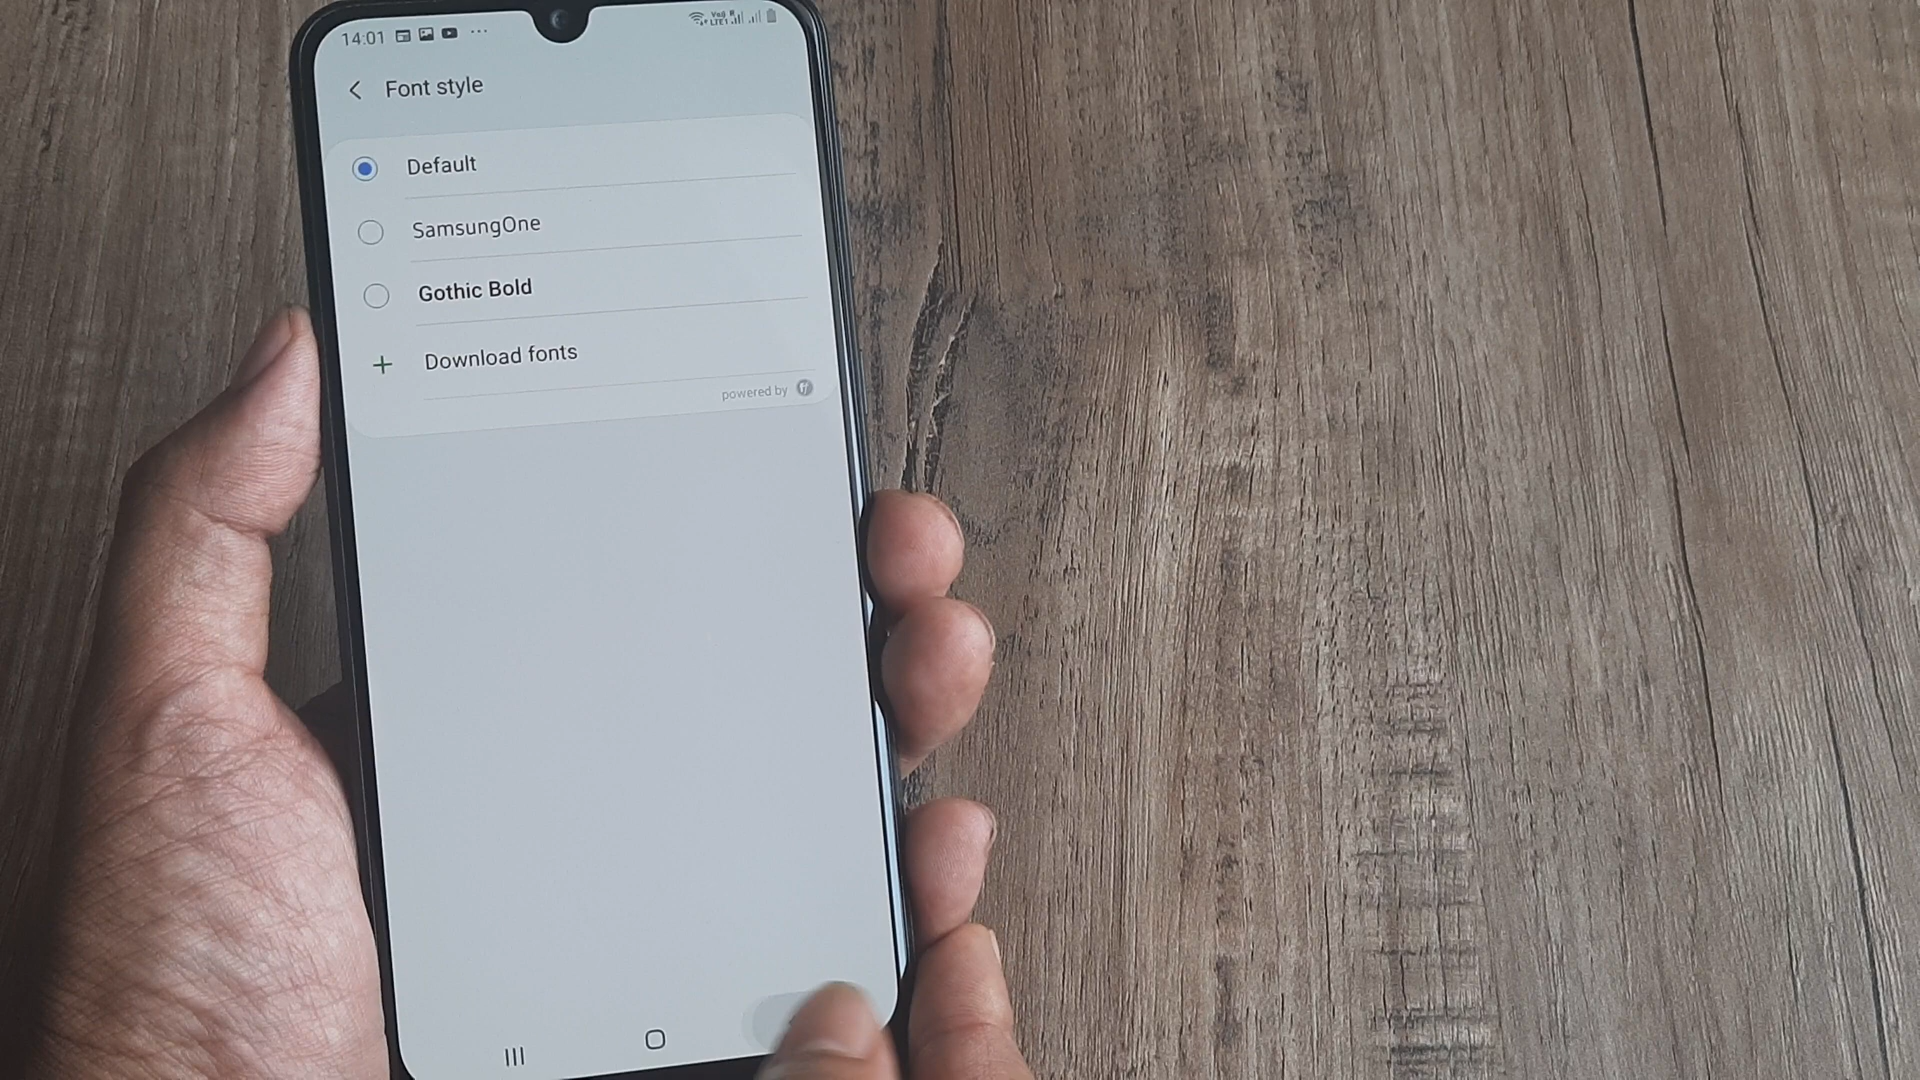 14:01
Font style
Default
SamsungOne
Gothic Bold
Download fonts
powered by